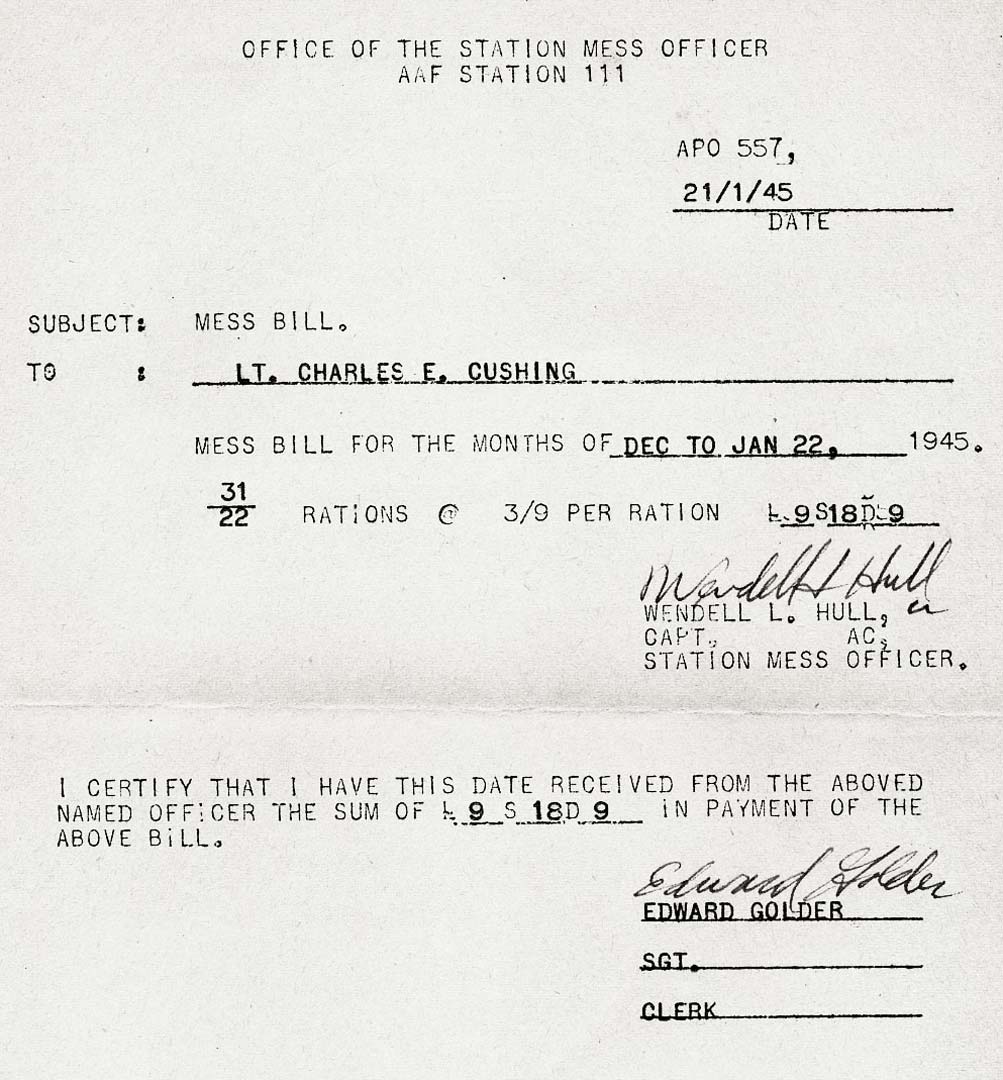 OFFICE OF THE STATION MESS OFFICER
AAF STATION 111
APO 557,
21/1/45
DATE
SUBJECT: MESS BILL.
TO : LT. CHARLES E. CUSHING
MESS BILL FOR THE MONTHS OF DEC TO JAN 22, 1945.
31
22 RATIONS @ 3/9 PER RATION £ 9 S 18 D 9
Wendell L Hull
WENDELL L. HULL,
CAPT., AC,
STATION MESS OFFICER.
I CERTIFY THAT I HAVE THIS DATE RECEIVED FROM THE ABOVED
NAMED OFFICER THE SUM OF £ 9 S 18 D 9 IN PAYMENT OF THE
ABOVE BILL.
Edward Golder
EDWARD GOLDER
SGT.
CLERK